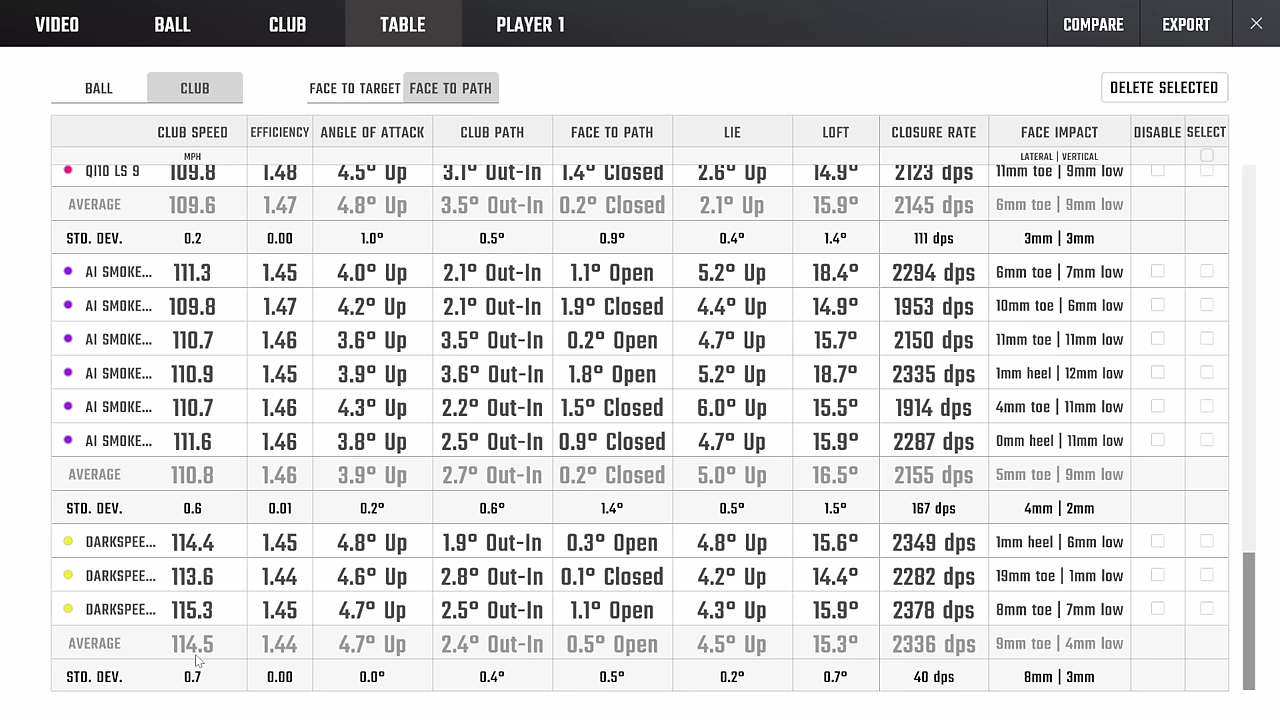 VIDEO BALL CLUB TABLE PLAYER 1 COMPARE EXPORT
BALL CLUB FACE TO TARGET FACE TO PATH DELETE SELECTED
CLUB SPEED EFFICIENCY ANGLE OF ATTACK CLUB PATH FACE TO PATH LIE LOFT CLOSURE RATE FACE IMPACT DISABLE SELECT
MPH LATERAL | VERTICAL
QI10 LS 9 109.8 1.48 4.5° Up 3.1° Out-In 1.4° Closed 2.6° Up 14.9° 2123 dps 11mm toe | 9mm low
AVERAGE 109.6 1.47 4.8° Up 3.5° Out-In 0.2° Closed 2.1° Up 15.9° 2145 dps 6mm toe | 9mm low
STD. DEV. 0.2 0.00 1.0° 0.5° 0.9° 0.4° 1.4° 111 dps 3mm | 3mm
AI SMOKE... 111.3 1.45 4.0° Up 2.1° Out-In 1.1° Open 5.2° Up 18.4° 2294 dps 6mm toe | 7mm low
AI SMOKE... 109.8 1.47 4.2° Up 2.1° Out-In 1.9° Closed 4.4° Up 14.9° 1953 dps 10mm toe | 6mm low
AI SMOKE... 110.7 1.46 3.6° Up 3.5° Out-In 0.2° Open 4.7° Up 15.7° 2150 dps 11mm toe | 11mm low
AI SMOKE... 110.9 1.45 3.9° Up 3.6° Out-In 1.8° Open 5.2° Up 18.7° 2335 dps 1mm heel | 12mm low
AI SMOKE... 110.7 1.46 4.3° Up 2.2° Out-In 1.5° Closed 6.0° Up 15.5° 1914 dps 4mm toe | 11mm low
AI SMOKE... 111.6 1.46 3.8° Up 2.5° Out-In 0.9° Closed 4.7° Up 15.9° 2287 dps 0mm heel | 11mm low
AVERAGE 110.8 1.46 3.9° Up 2.7° Out-In 0.2° Closed 5.0° Up 16.5° 2155 dps 5mm toe | 9mm low
STD. DEV. 0.6 0.01 0.2° 0.6° 1.4° 0.5° 1.5° 167 dps 4mm | 2mm
DARKSPEE... 114.4 1.45 4.8° Up 1.9° Out-In 0.3° Open 4.8° Up 15.6° 2349 dps 1mm heel | 6mm low
DARKSPEE... 113.6 1.44 4.6° Up 2.8° Out-In 0.1° Closed 4.2° Up 14.4° 2282 dps 19mm toe | 1mm low
DARKSPEE... 115.3 1.45 4.7° Up 2.5° Out-In 1.1° Open 4.3° Up 15.9° 2378 dps 8mm toe | 7mm low
AVERAGE 114.5 1.44 4.7° Up 2.4° Out-In 0.5° Open 4.5° Up 15.3° 2336 dps 9mm toe | 4mm low
STD. DEV. 0.7 0.00 0.0° 0.4° 0.5° 0.2° 0.7° 40 dps 8mm | 3mm